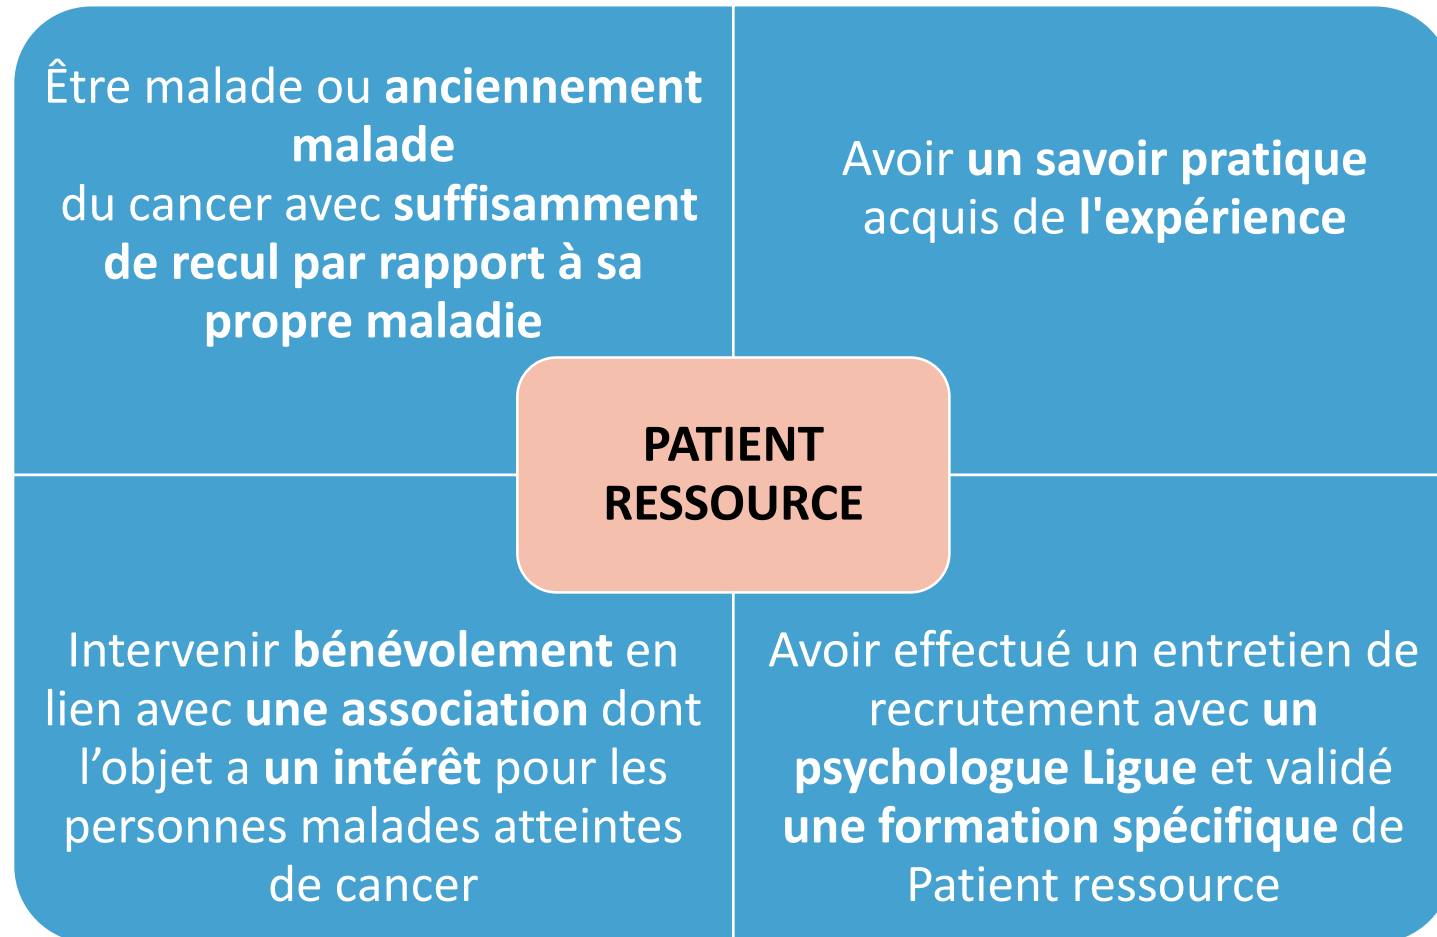 Être malade ou anciennement
malade
du cancer avec suffisamment
de recul par rapport à sa
propre maladie
Avoir un savoir pratique
acquis de l'expérience
PATIENT
RESSOURCE
Intervenir bénévolement en
lien avec une association dont
l’objet a un intérêt pour les
personnes malades atteintes
de cancer
Avoir effectué un entretien de
recrutement avec un
psychologue Ligue et validé
une formation spécifique de
Patient ressource